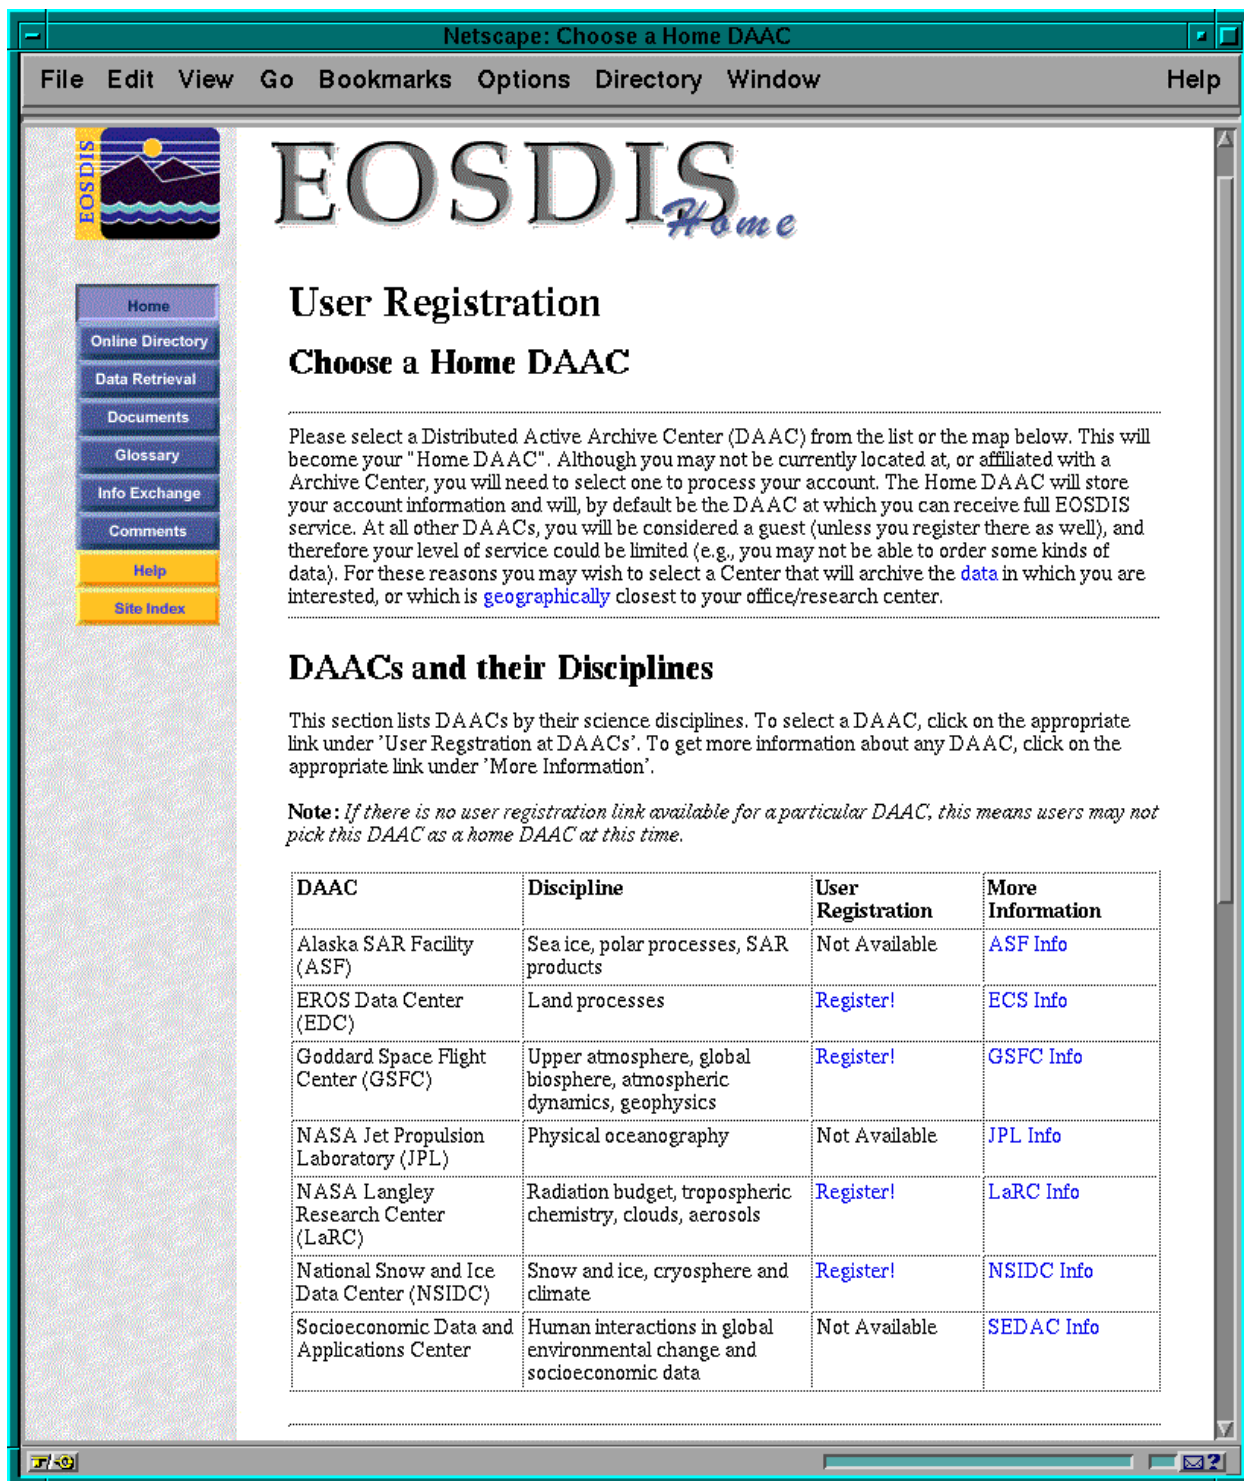 Netscape: Choose a Home DAAC
File Edit View Go Bookmarks Options Directory Window Help
EOSDIS
EOSDIS
Home
Home
Online Directory
Data Retrieval
Documents
Glossary
Info Exchange
Comments
Help
Site Index
User Registration
Choose a Home DAAC
Please select a Distributed Active Archive Center (DAAC) from the list or the map below. This will
become your "Home DAAC". Although you may not be currently located at, or affiliated with a
Archive Center, you will need to select one to process your account. The Home DAAC will store
your account information and will, by default be the DAAC at which you can receive full EOSDIS
service. At all other DAACs, you will be considered a guest (unless you register there as well), and
therefore your level of service could be limited (e.g., you may not be able to order some kinds of
data). For these reasons you may wish to select a Center that will archive the data in which you are
interested, or which is geographically closest to your office/research center.
DAACs and their Disciplines
This section lists DAACs by their science disciplines. To select a DAAC, click on the appropriate
link under 'User Regstration at DAACs'. To get more information about any DAAC, click on the
appropriate link under 'More Information'.
Note: If there is no user registration link available for a particular DAAC, this means users may not
pick this DAAC as a home DAAC at this time.
DAAC Discipline User More
Registration Information
Alaska SAR Facility Sea ice, polar processes, SAR Not Available ASF Info
(ASF) products
EROS Data Center Land processes Register! ECS Info
(EDC)
Goddard Space Flight Upper atmosphere, global Register! GSFC Info
Center (GSFC) biosphere, atmospheric
dynamics, geophysics
NASA Jet Propulsion Physical oceanography Not Available JPL Info
Laboratory (JPL)
NASA Langley Radiation budget, tropospheric Register! LaRC Info
Research Center chemistry, clouds, aerosols
(LaRC)
National Snow and Ice Snow and ice, cryosphere and Register! NSIDC Info
Data Center (NSIDC) climate
Socioeconomic Data and Human interactions in global Not Available SEDAC Info
Applications Center environmental change and
socioeconomic data